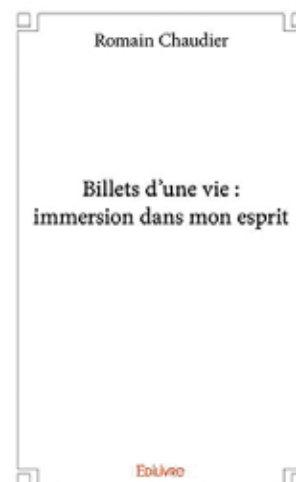 Romain Chaudier
Billets d'une vie :
immersion dans mon esprit
Edilivre